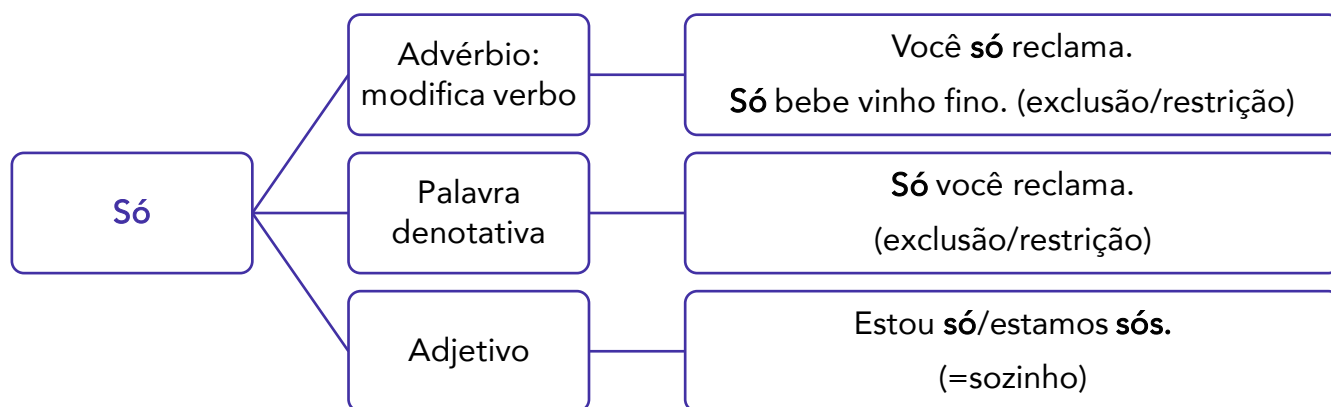 Só
Advérbio:
modifica verbo
Você só reclama.
Só bebe vinho fino. (exclusão/restrição)
Palavra
denotativa
Só você reclama.
(exclusão/restrição)
Adjetivo
Estou só/estamos sós.
(=sozinho)